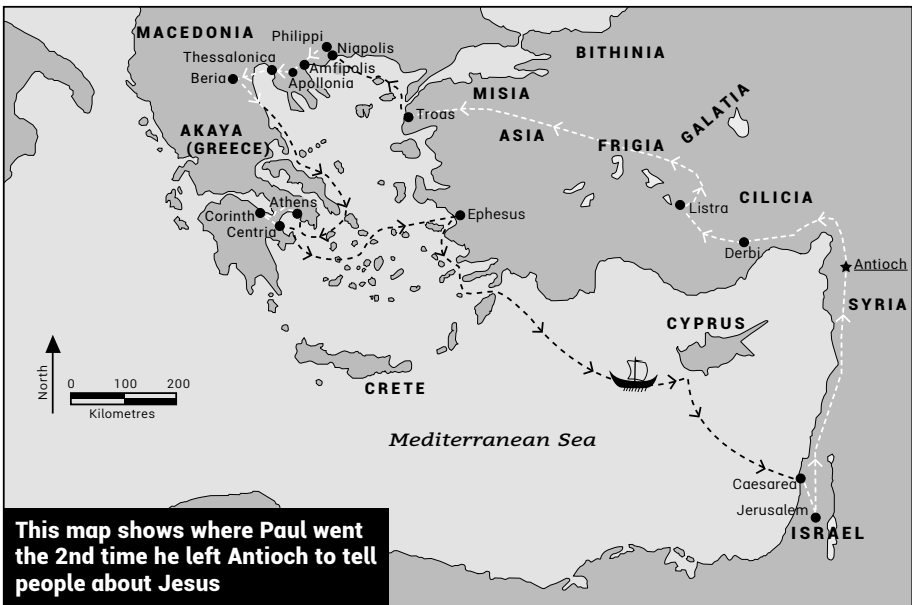 MACEDONIA
Philippi
Niapolis
Thessalonica
Amfipolis
Beria
Apollonia
BITHINIA
MISIA
GALATIA
Troas
ASIA
AKAYA
(GREECE)
FRIGIA
CILICIA
Listra
Athens
Corinth
Ephesus
Centria
Derbi
Antioch
SYRIA
CYPRUS
North
0 100 200
Kilometres
CRETE
Mediterranean Sea
Caesarea
Jerusalem
ISRAEL
This map shows where Paul went
the 2nd time he left Antioch to tell
people about Jesus